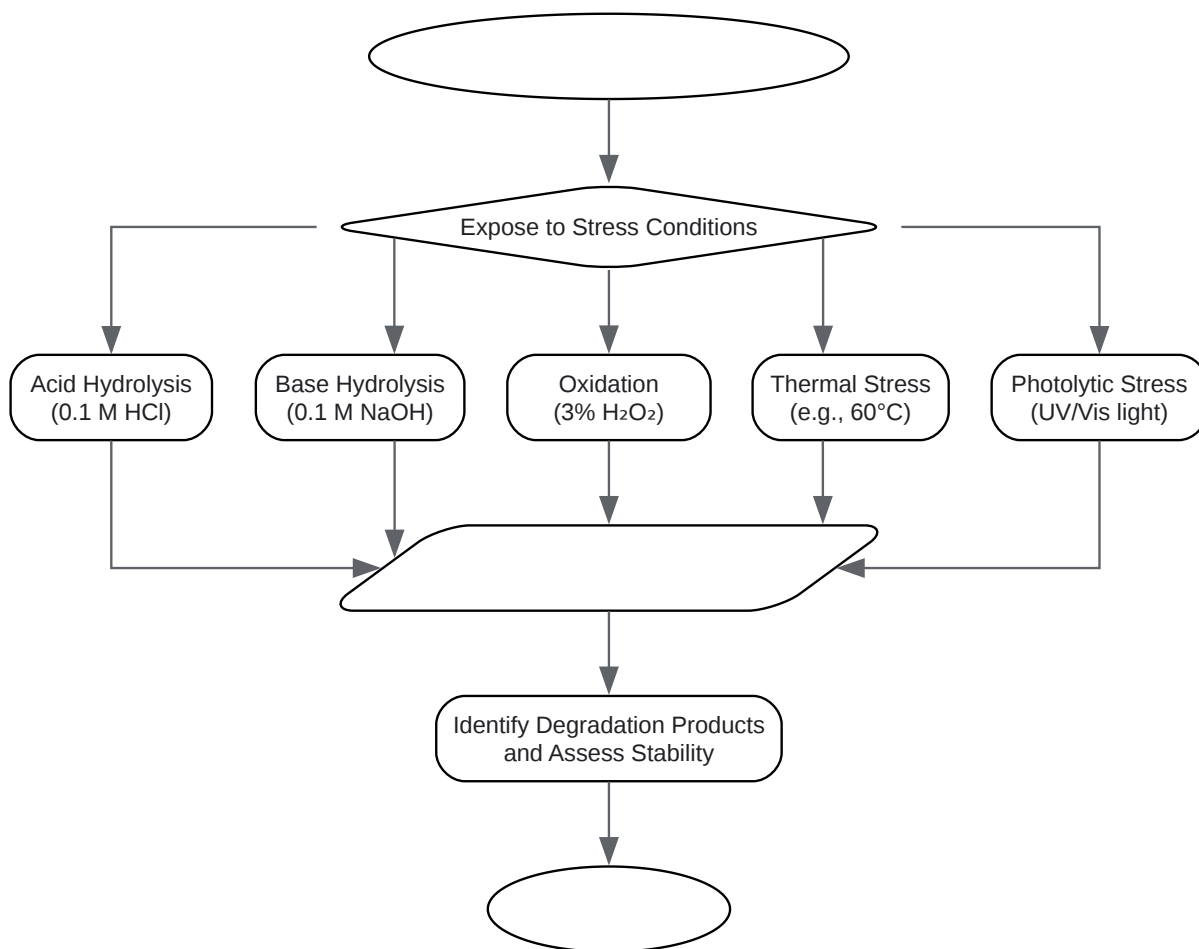 Expose to Stress Conditions
Acid Hydrolysis
(0.1 M HCl)
Base Hydrolysis
(0.1 M NaOH)
Oxidation
(3% H₂O₂)
Thermal Stress
(e.g., 60°C)
Photolytic Stress
(UV/Vis light)
Identify Degradation Products
and Assess Stability